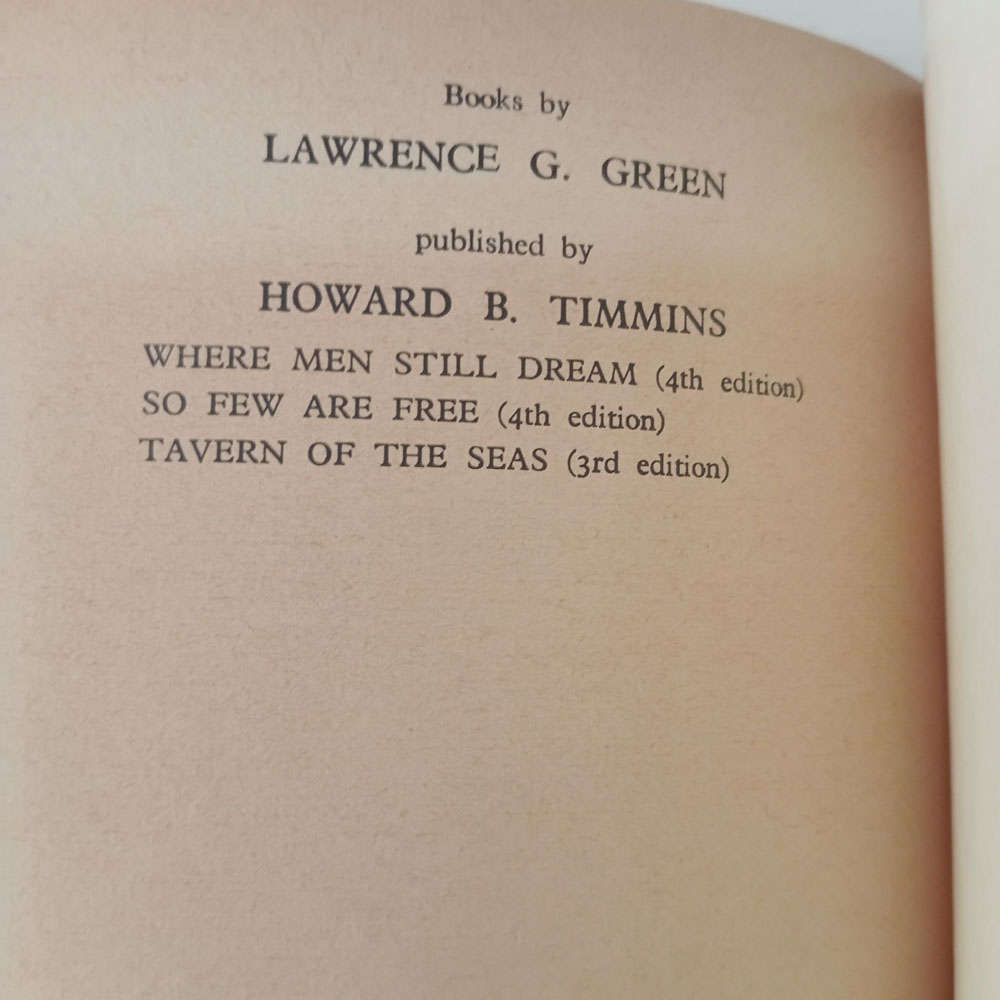 Books by
LAWRENCE G. GREEN
published by
HOWARD B. TIMMINS
WHERE MEN STILL DREAM (4th edition)
SO FEW ARE FREE (4th edition)
TAVERN OF THE SEAS (3rd edition)